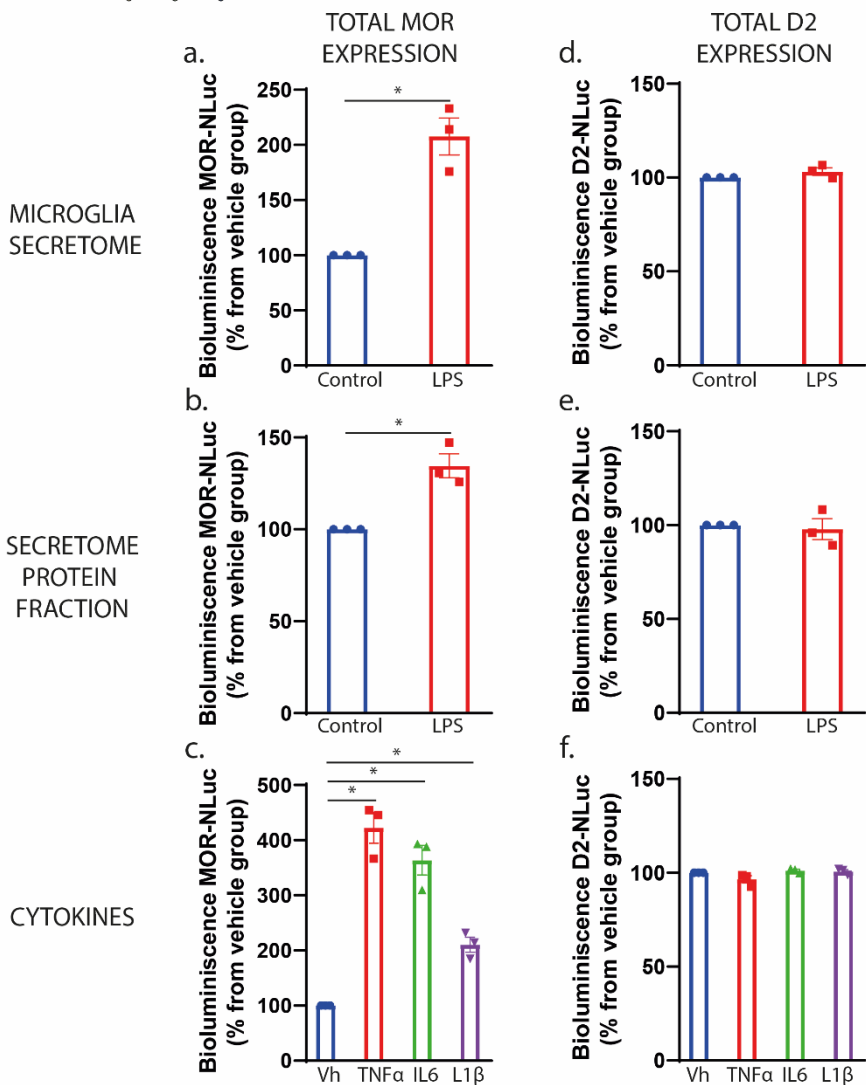 TOTAL MOR
EXPRESSION
TOTAL D2
EXPRESSION
MICROGLIA
SECRETOME
a.
Bioluminiscence MOR-NLuc
(% from vehicle group)
250
200
150
100
50
0
*
Control
LPS
d.
Bioluminiscence D2-NLuc
(% from vehicle group)
150
100
50
0
Control
LPS
SECRETOME
PROTEIN
FRACTION
b.
Bioluminiscence MOR-NLuc
(% from vehicle group)
150
100
50
0
*
Control
LPS
e.
Bioluminiscence D2-NLuc
(% from vehicle group)
150
100
50
0
Control
LPS
CYTOKINES
c.
Bioluminiscence MOR-NLuc
(% from vehicle group)
500
400
300
200
100
0
*
*
*
Vh
TNFα
IL6
L1β
f.
Bioluminiscence D2-NLuc
(% from vehicle group)
150
100
50
0
Vh
TNFα
IL6
L1β